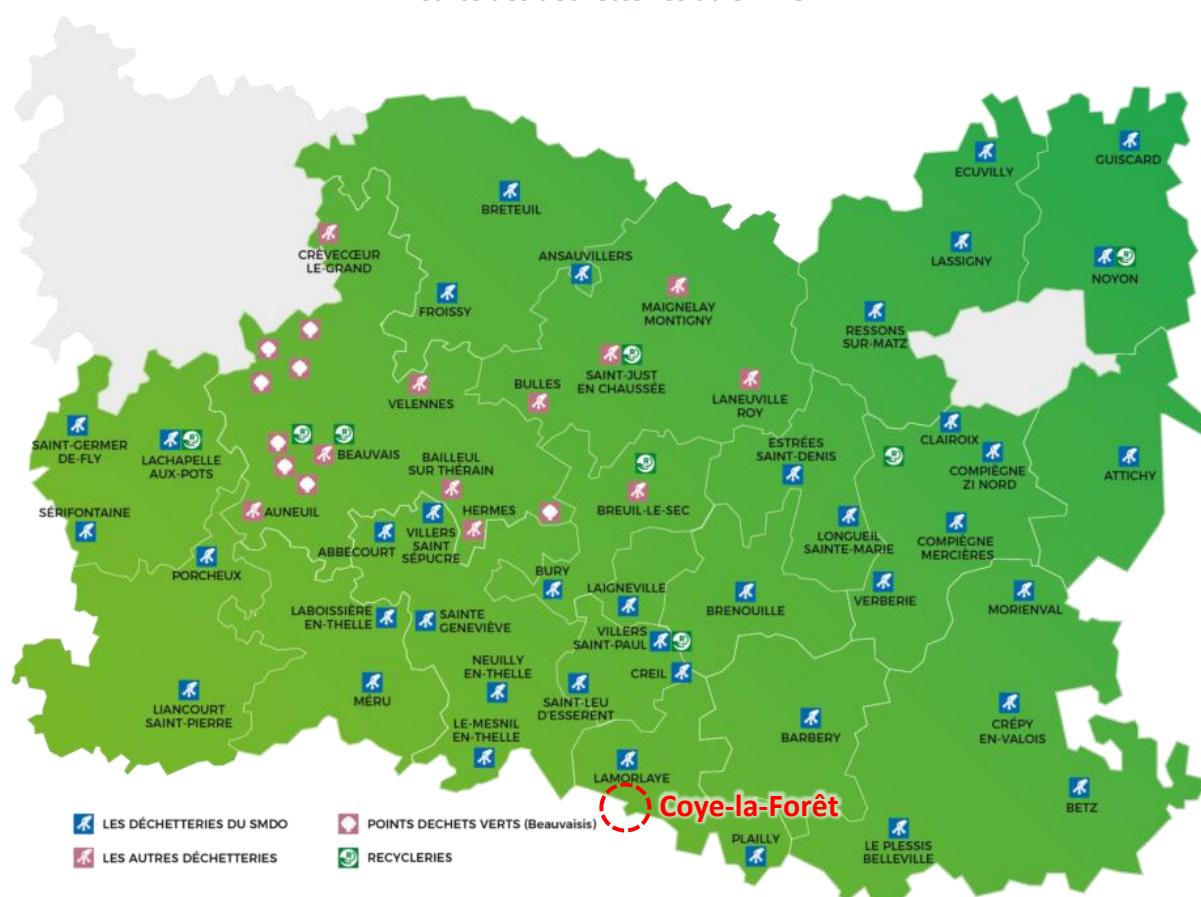 GUISCARD
ECUVILLY
BRETEUIL
CRÈVECŒUR
LE-GRAND
ANSAUVILLERS
LASSIGNY
NOYON
FROISSY
MAIGNELAY
MONTIGNY
RESSONS
SUR-MATZ
SAINT-JUST
EN CHAUSSÉE
BULLES
VELENNES
LANEUVILLE
ROY
SAINT-GERMER
DE-FLY
LACHAPELLE
AUX-POTS
BEAUVAIS
BAILLEUL
SUR THÉRAIN
ESTRÉES
SAINT-DENIS
CLAIROIX
COMPIÈGNE
ZI NORD
ATTICHY
SÉRIFONTAINE
AUNEUIL
HERMES
BREUIL-LE-SEC
ABBECOURT
VILLERS
SAINT
SÉPUCRE
LONGUEIL
SAINTE-MARIE
COMPIÈGNE
MERCIÈRES
PORCHEUX
BURY
LAIGNEVILLE
BRENOUILLE
VERBERIE
MORIENVAL
LABOISSIÈRE
EN-THELLE
SAINTE
GENEVIÈVE
VILLERS
SAINT-PAUL
NEUILLY
EN-THELLE
CREIL
LIANCOURT
SAINT-PIERRE
MÉRU
SAINT-LEU
D'ESSERENT
LE-MESNIL
EN-THELLE
BARBERY
CRÉPY
EN-VALOIS
LAMORLAYE
Coye-la-Forêt
BETZ
PLAILLY
LE PLESSIS
BELLEVILLE
LES DÉCHETTERIES DU SMDO
POINTS DECHETS VERTS (Beauvaisis)
LES AUTRES DÉCHETTERIES
RECYCLERIES